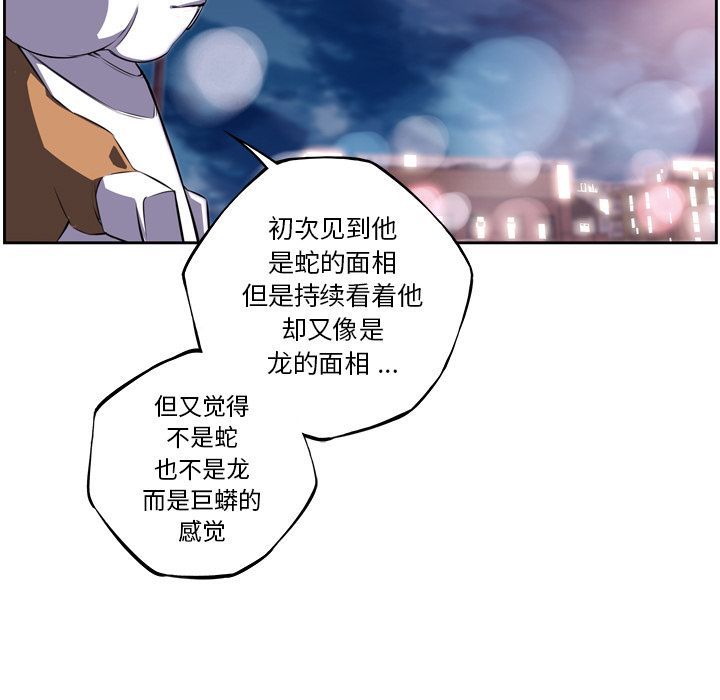 初次见到他
是蛇的面相
但是持续看着他
却又像是
龙的面相 ...
但又觉得
不是蛇
也不是龙
而是巨蟒的
感觉